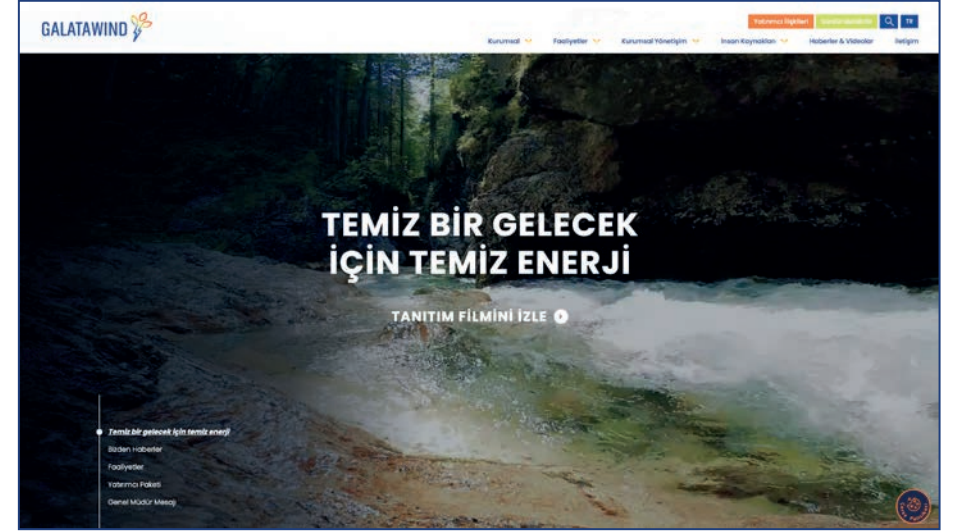 GALATAWIND
Yatırımcı İlişkileri
TR
Kurumsal
Faaliyetler
Kurumsal Yönetişim
İnsan Kaynakları
Haberler & Videolar
İletişim
TEMİZ BİR GELECEK
İÇİN TEMİZ ENERJİ
TANITIM FİLMİNİ İZLE
Temiz bir gelecek için temiz enerji
Bizden Haberler
Faaliyetler
Yatırımcı Paketi
Genel Müdür Mesajı